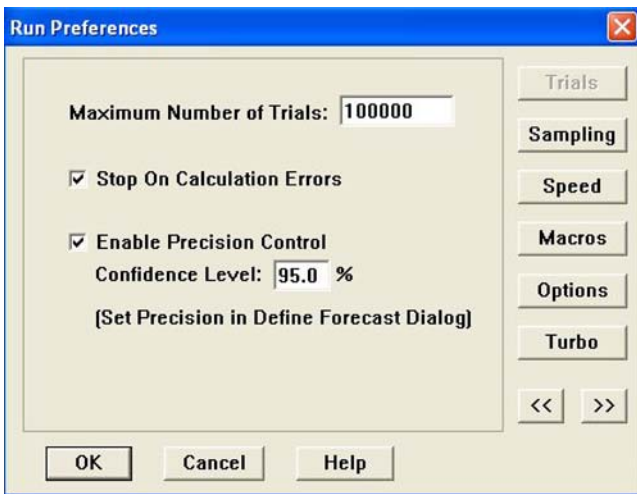 Run Preferences
Maximum Number of Trials: 100000
Stop On Calculation Errors
Enable Precision Control
Confidence Level: 95.0 %
(Set Precision in Define Forecast Dialog)
Trials
Sampling
Speed
Macros
Options
Turbo
<< >>
OK Cancel Help